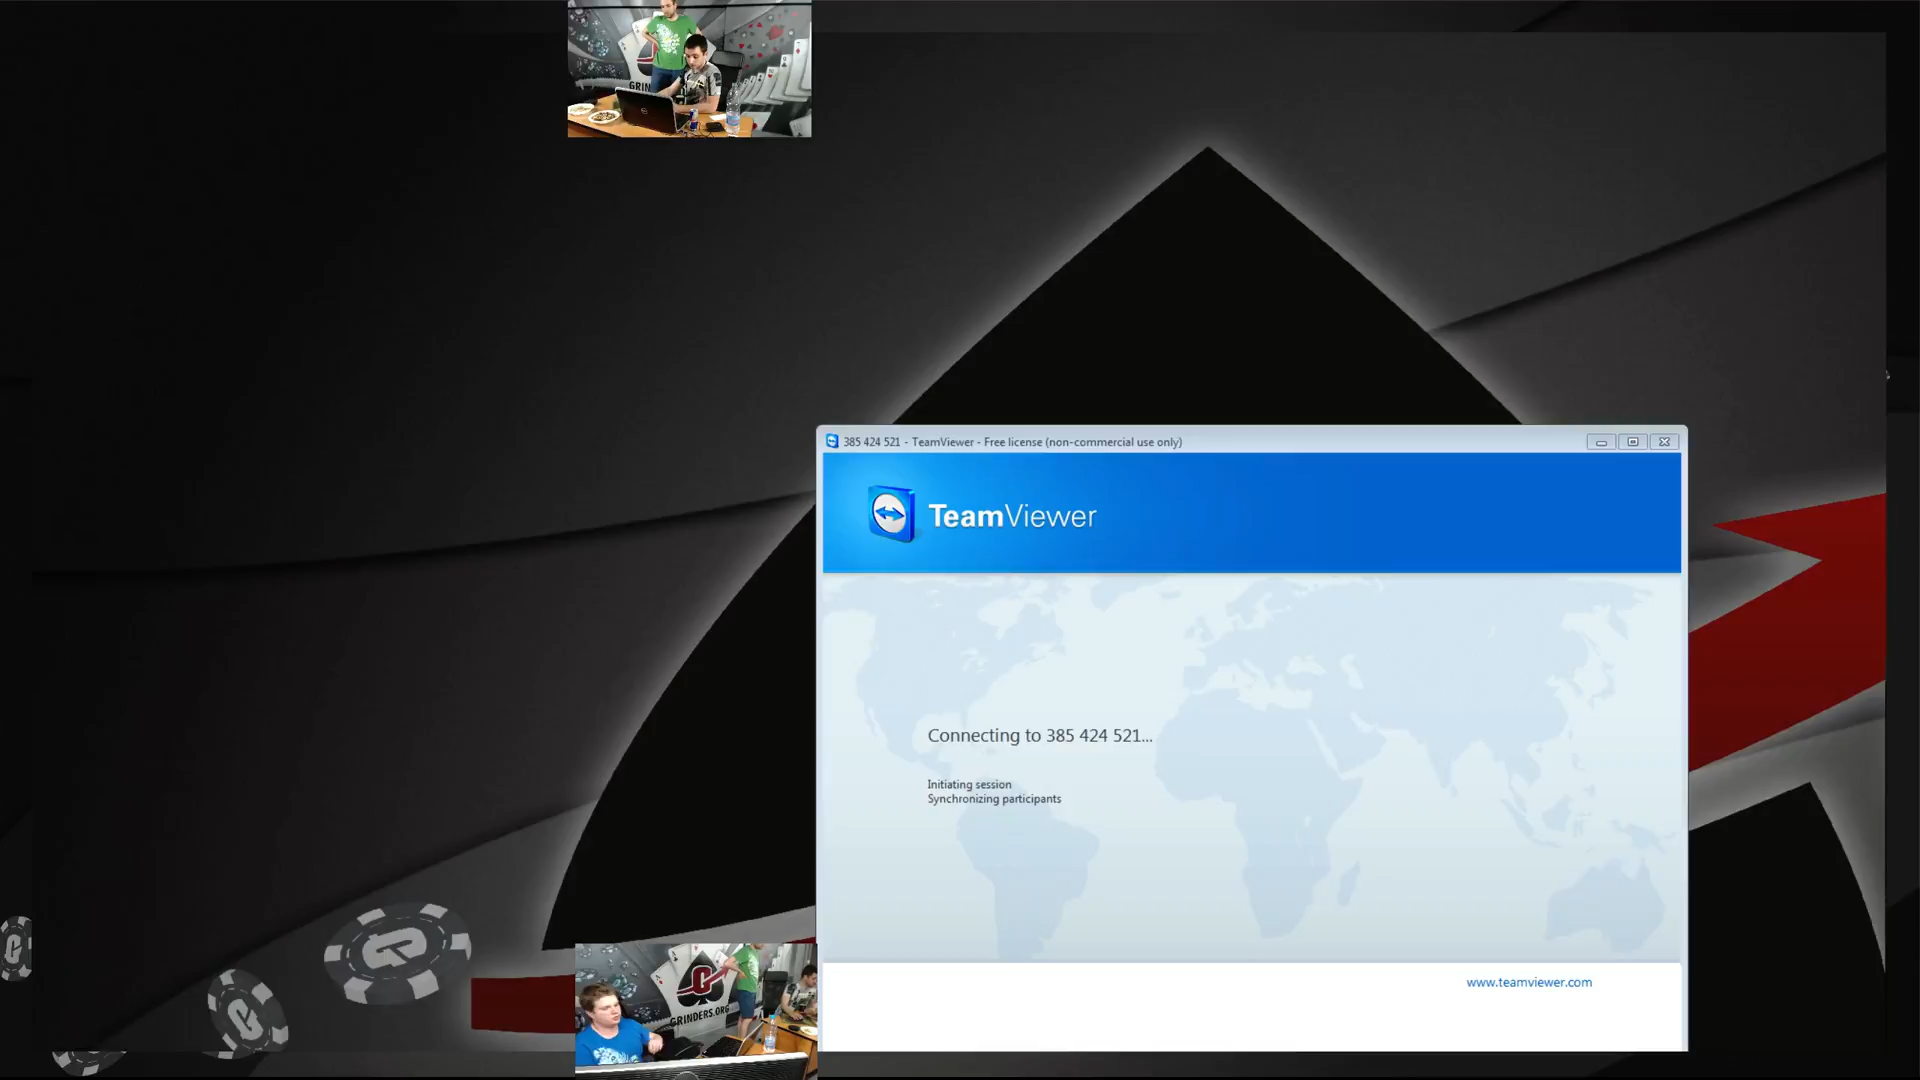 385 424 521 - TeamViewer - Free license (non-commercial use only)
TeamViewer
Connecting to 385 424 521...
Initiating session
Synchronizing participants
www.teamviewer.com
GRINDERS.ORG